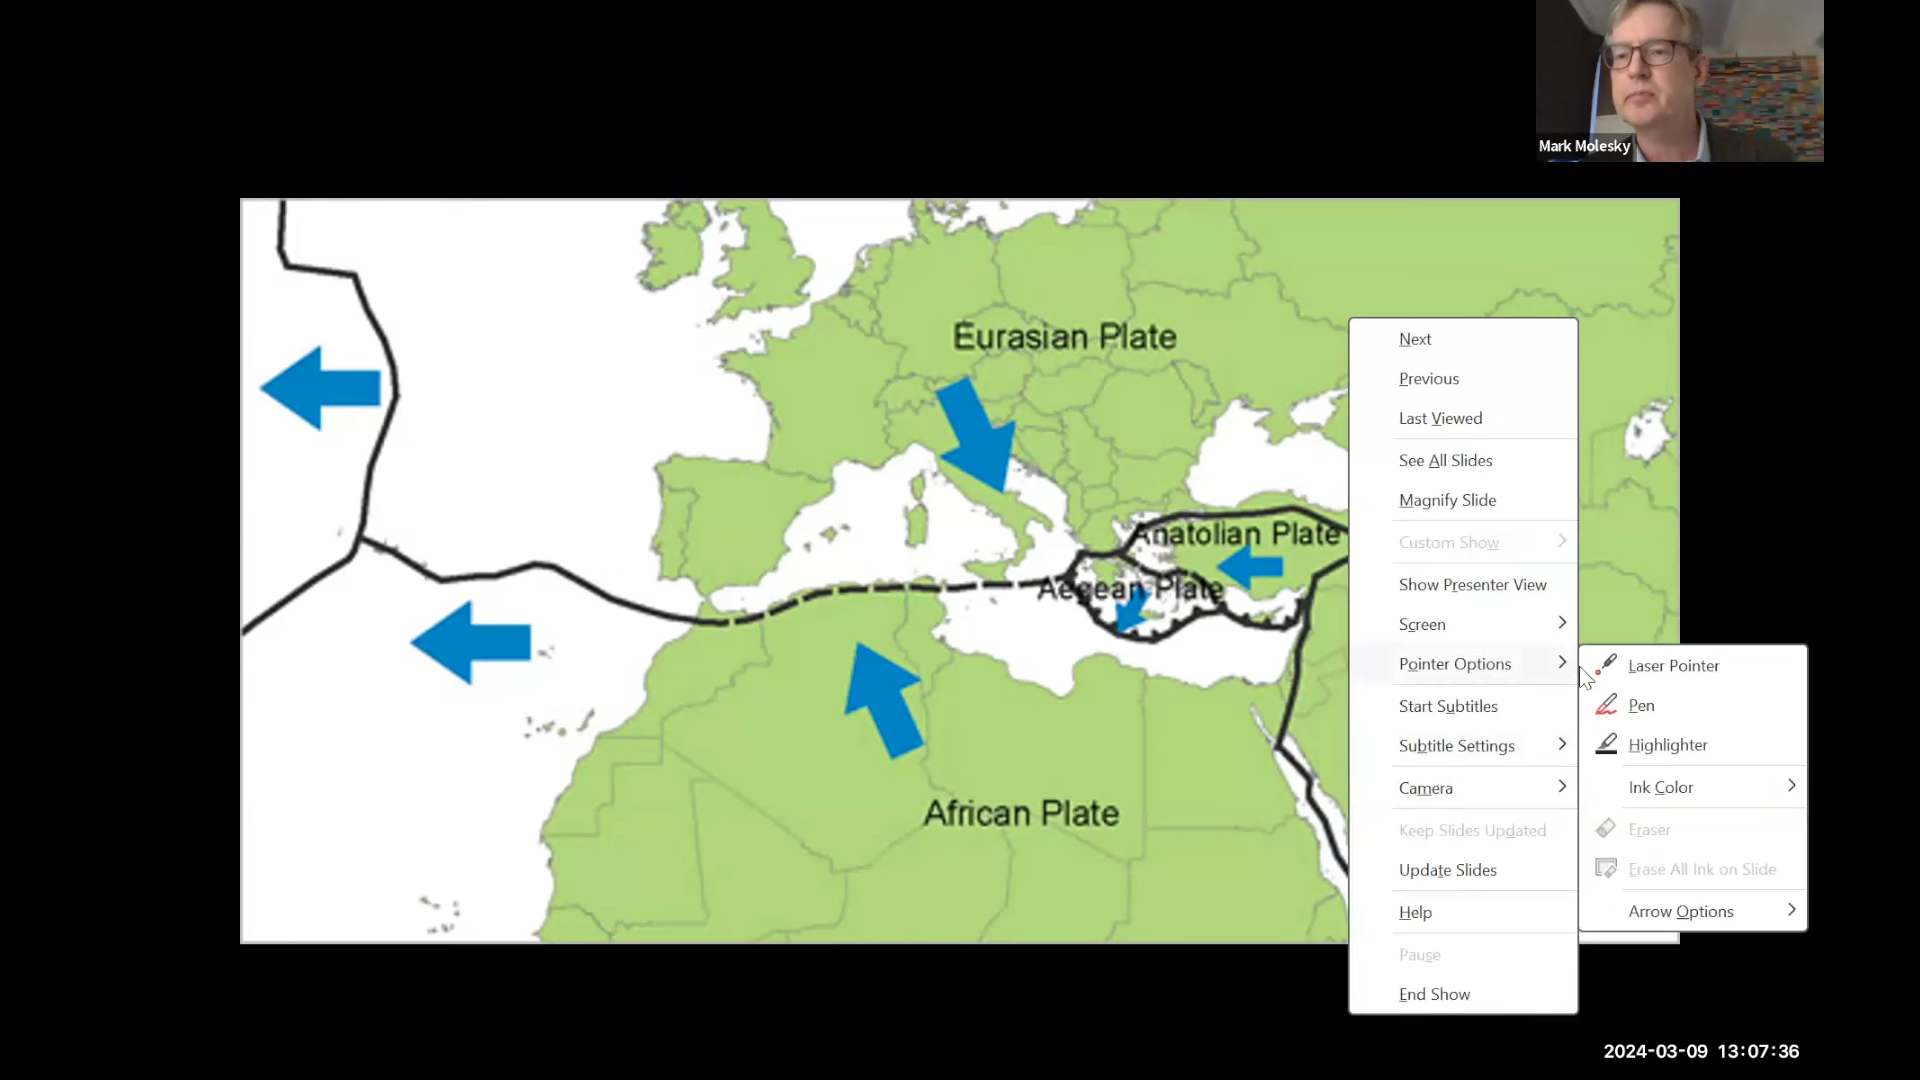 Mark Molesky
Eurasian Plate
Anatolian Plate
Aegean Plate
African Plate
Next
Previous
Last Viewed
See All Slides
Magnify Slide
Custom Show
Show Presenter View
Screen
Pointer Options
Start Subtitles
Subtitle Settings
Camera
Keep Slides Updated
Update Slides
Help
Pause
End Show
Laser Pointer
Pen
Highlighter
Ink Color
Eraser
Erase All Ink on Slide
Arrow Options
2024-03-09 13:07:36